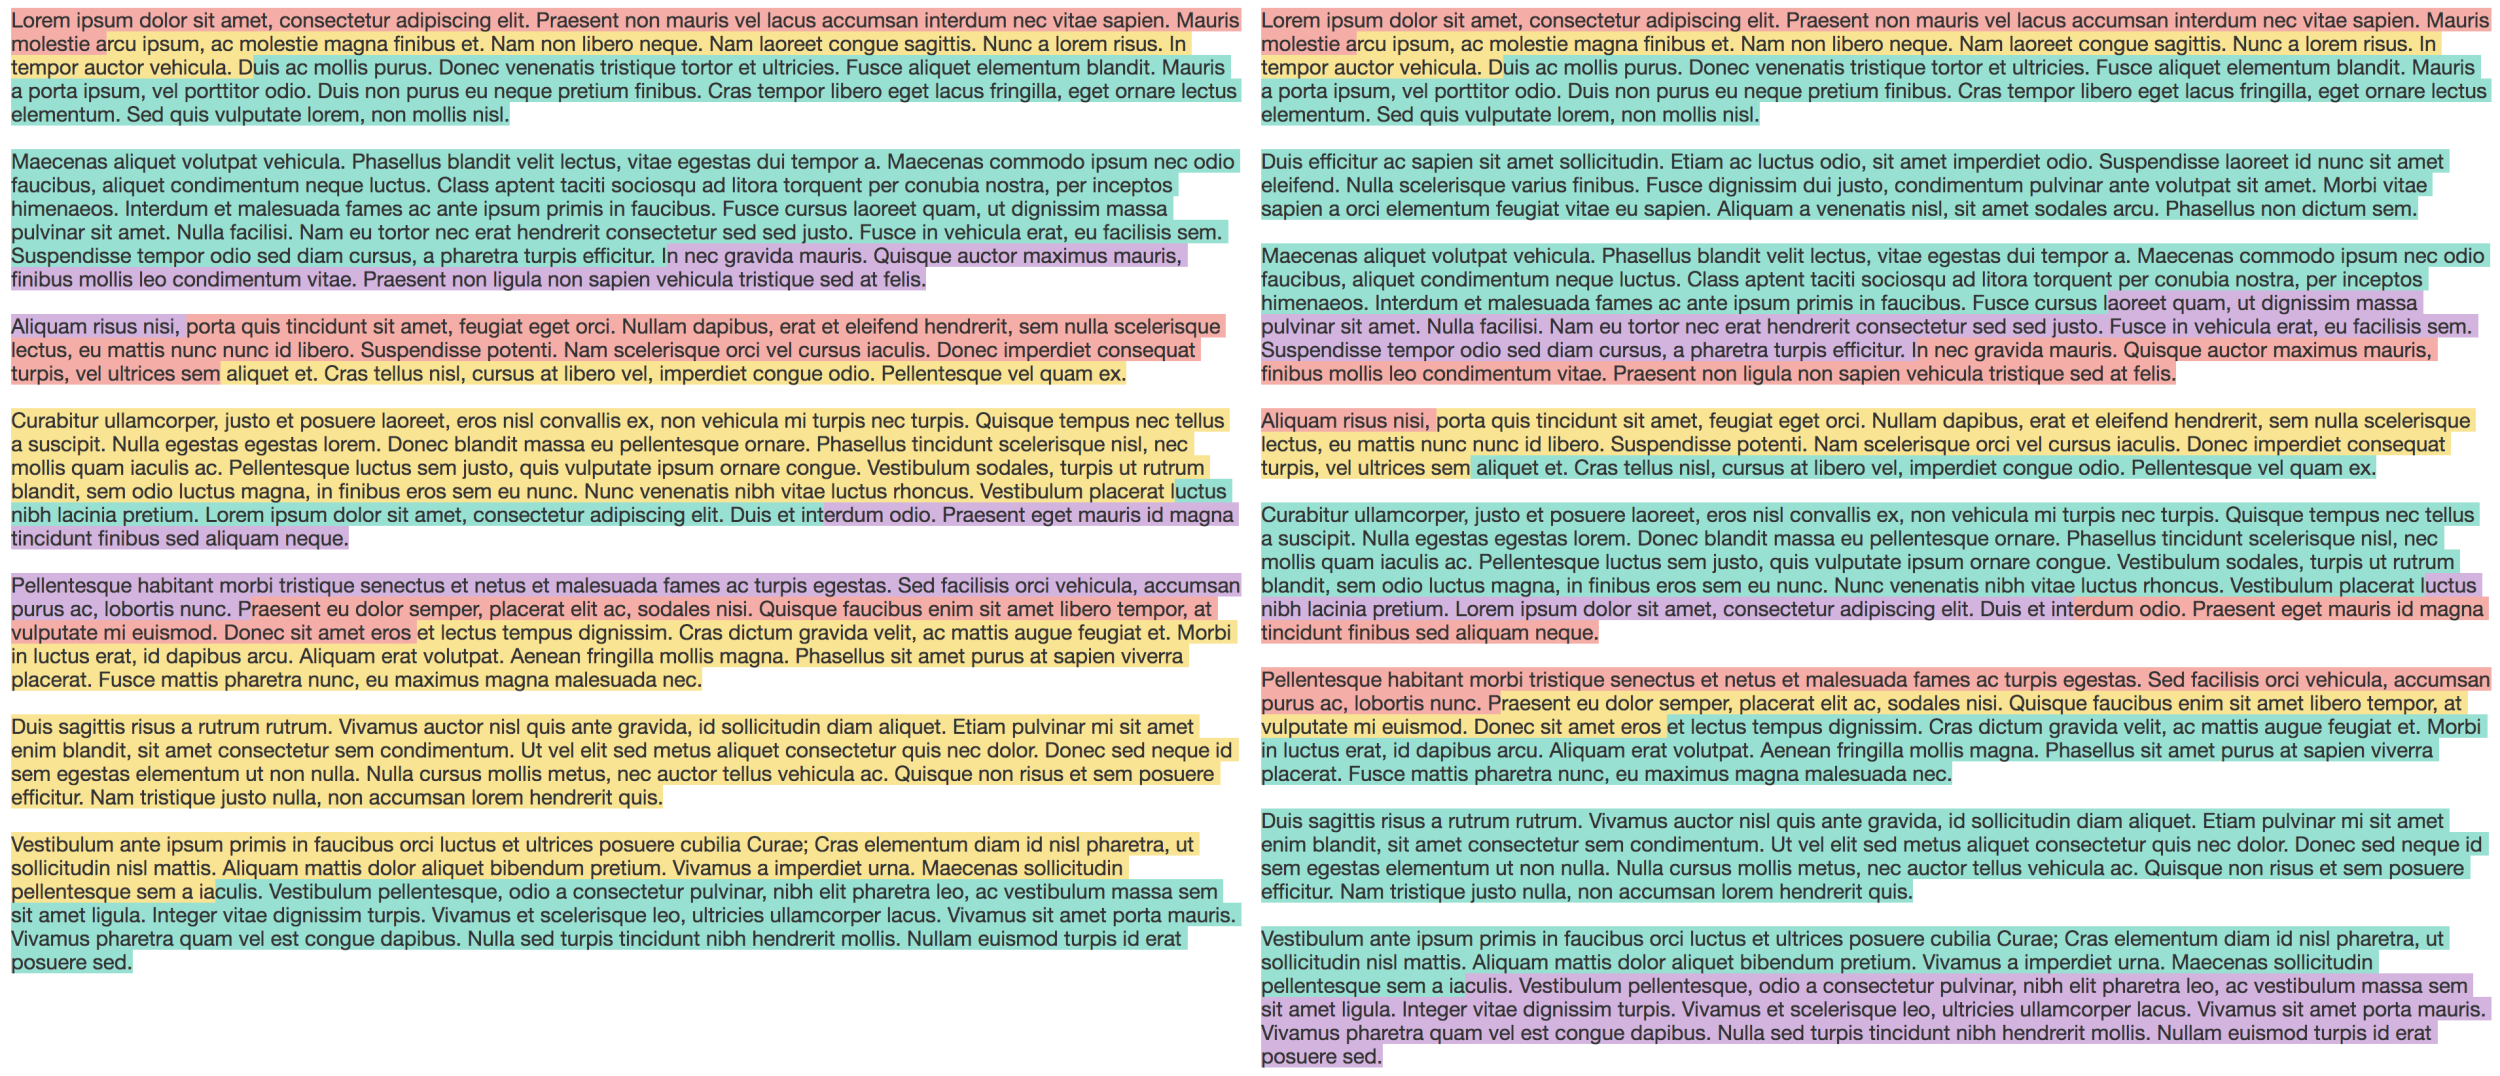 Lorem ipsum dolor sit amet, consectetur adipiscing elit. Praesent non mauris vel lacus accumsan interdum nec vitae sapien. Mauris
molestie arcu ipsum, ac molestie magna finibus et. Nam non libero neque. Nam laoreet congue sagittis. Nunc a lorem risus. In
tempor auctor vehicula. Duis ac mollis purus. Donec venenatis tristique tortor et ultricies. Fusce aliquet elementum blandit. Mauris
a porta ipsum, vel porttitor odio. Duis non purus eu neque pretium finibus. Cras tempor libero eget lacus fringilla, eget ornare lectus
elementum. Sed quis vulputate lorem, non mollis nisl.

Maecenas aliquet volutpat vehicula. Phasellus blandit velit lectus, vitae egestas dui tempor a. Maecenas commodo ipsum nec odio
faucibus, aliquet condimentum neque luctus. Class aptent taciti sociosqu ad litora torquent per conubia nostra, per inceptos
himenaeos. Interdum et malesuada fames ac ante ipsum primis in faucibus. Fusce cursus laoreet quam, ut dignissim massa
pulvinar sit amet. Nulla facilisi. Nam eu tortor nec erat hendrerit consectetur sed sed justo. Fusce in vehicula erat, eu facilisis sem.
Suspendisse tempor odio sed diam cursus, a pharetra turpis efficitur. In nec gravida mauris. Quisque auctor maximus mauris,
finibus mollis leo condimentum vitae. Praesent non ligula non sapien vehicula tristique sed at felis.

Aliquam risus nisi, porta quis tincidunt sit amet, feugiat eget orci. Nullam dapibus, erat et eleifend hendrerit, sem nulla scelerisque
lectus, eu mattis nunc nunc id libero. Suspendisse potenti. Nam scelerisque orci vel cursus iaculis. Donec imperdiet consequat
turpis, vel ultrices sem aliquet et. Cras tellus nisl, cursus at libero vel, imperdiet congue odio. Pellentesque vel quam ex.

Curabitur ullamcorper, justo et posuere laoreet, eros nisl convallis ex, non vehicula mi turpis nec turpis. Quisque tempus nec tellus
a suscipit. Nulla egestas egestas lorem. Donec blandit massa eu pellentesque ornare. Phasellus tincidunt scelerisque nisl, nec
mollis quam iaculis ac. Pellentesque luctus sem justo, quis vulputate ipsum ornare congue. Vestibulum sodales, turpis ut rutrum
blandit, sem odio luctus magna, in finibus eros sem eu nunc. Nunc venenatis nibh vitae luctus rhoncus. Vestibulum placerat luctus
nibh lacinia pretium. Lorem ipsum dolor sit amet, consectetur adipiscing elit. Duis et interdum odio. Praesent eget mauris id magna
tincidunt finibus sed aliquam neque.

Pellentesque habitant morbi tristique senectus et netus et malesuada fames ac turpis egestas. Sed facilisis orci vehicula, accumsan
purus ac, lobortis nunc. Praesent eu dolor semper, placerat elit ac, sodales nisi. Quisque faucibus enim sit amet libero tempor, at
vulputate mi euismod. Donec sit amet eros et lectus tempus dignissim. Cras dictum gravida velit, ac mattis augue feugiat et. Morbi
in luctus erat, id dapibus arcu. Aliquam erat volutpat. Aenean fringilla mollis magna. Phasellus sit amet purus at sapien viverra
placerat. Fusce mattis pharetra nunc, eu maximus magna malesuada nec.

Duis sagittis risus a rutrum rutrum. Vivamus auctor nisl quis ante gravida, id sollicitudin diam aliquet. Etiam pulvinar mi sit amet
enim blandit, sit amet consectetur sem condimentum. Ut vel elit sed metus aliquet consectetur quis nec dolor. Donec sed neque id
sem egestas elementum ut non nulla. Nulla cursus mollis metus, nec auctor tellus vehicula ac. Quisque non risus et sem posuere
efficitur. Nam tristique justo nulla, non accumsan lorem hendrerit quis.

Vestibulum ante ipsum primis in faucibus orci luctus et ultrices posuere cubilia Curae; Cras elementum diam id nisl pharetra, ut
sollicitudin nisl mattis. Aliquam mattis dolor aliquet bibendum pretium. Vivamus a imperdiet urna. Maecenas sollicitudin
pellentesque sem a iaculis. Vestibulum pellentesque, odio a consectetur pulvinar, nibh elit pharetra leo, ac vestibulum massa sem
sit amet ligula. Integer vitae dignissim turpis. Vivamus et scelerisque leo, ultricies ullamcorper lacus. Vivamus sit amet porta mauris.
Vivamus pharetra quam vel est congue dapibus. Nulla sed turpis tincidunt nibh hendrerit mollis. Nullam euismod turpis id erat
posuere sed.

Lorem ipsum dolor sit amet, consectetur adipiscing elit. Praesent non mauris vel lacus accumsan interdum nec vitae sapien. Mauris
molestie arcu ipsum, ac molestie magna finibus et. Nam non libero neque. Nam laoreet congue sagittis. Nunc a lorem risus. In
tempor auctor vehicula. Duis ac mollis purus. Donec venenatis tristique tortor et ultricies. Fusce aliquet elementum blandit. Mauris
a porta ipsum, vel porttitor odio. Duis non purus eu neque pretium finibus. Cras tempor libero eget lacus fringilla, eget ornare lectus
elementum. Sed quis vulputate lorem, non mollis nisl.

Duis efficitur ac sapien sit amet sollicitudin. Etiam ac luctus odio, sit amet imperdiet odio. Suspendisse laoreet id nunc sit amet
eleifend. Nulla scelerisque varius finibus. Fusce dignissim dui justo, condimentum pulvinar ante volutpat sit amet. Morbi vitae
sapien a orci elementum feugiat vitae eu sapien. Aliquam a venenatis nisl, sit amet sodales arcu. Phasellus non dictum sem.

Maecenas aliquet volutpat vehicula. Phasellus blandit velit lectus, vitae egestas dui tempor a. Maecenas commodo ipsum nec odio
faucibus, aliquet condimentum neque luctus. Class aptent taciti sociosqu ad litora torquent per conubia nostra, per inceptos
himenaeos. Interdum et malesuada fames ac ante ipsum primis in faucibus. Fusce cursus laoreet quam, ut dignissim massa
pulvinar sit amet. Nulla facilisi. Nam eu tortor nec erat hendrerit consectetur sed sed justo. Fusce in vehicula erat, eu facilisis sem.
Suspendisse tempor odio sed diam cursus, a pharetra turpis efficitur. In nec gravida mauris. Quisque auctor maximus mauris,
finibus mollis leo condimentum vitae. Praesent non ligula non sapien vehicula tristique sed at felis.

Aliquam risus nisi, porta quis tincidunt sit amet, feugiat eget orci. Nullam dapibus, erat et eleifend hendrerit, sem nulla scelerisque
lectus, eu mattis nunc nunc id libero. Suspendisse potenti. Nam scelerisque orci vel cursus iaculis. Donec imperdiet consequat
turpis, vel ultrices sem aliquet et. Cras tellus nisl, cursus at libero vel, imperdiet congue odio. Pellentesque vel quam ex.

Curabitur ullamcorper, justo et posuere laoreet, eros nisl convallis ex, non vehicula mi turpis nec turpis. Quisque tempus nec tellus
a suscipit. Nulla egestas egestas lorem. Donec blandit massa eu pellentesque ornare. Phasellus tincidunt scelerisque nisl, nec
mollis quam iaculis ac. Pellentesque luctus sem justo, quis vulputate ipsum ornare congue. Vestibulum sodales, turpis ut rutrum
blandit, sem odio luctus magna, in finibus eros sem eu nunc. Nunc venenatis nibh vitae luctus rhoncus. Vestibulum placerat luctus
nibh lacinia pretium. Lorem ipsum dolor sit amet, consectetur adipiscing elit. Duis et interdum odio. Praesent eget mauris id magna
tincidunt finibus sed aliquam neque.

Pellentesque habitant morbi tristique senectus et netus et malesuada fames ac turpis egestas. Sed facilisis orci vehicula, accumsan
purus ac, lobortis nunc. Praesent eu dolor semper, placerat elit ac, sodales nisi. Quisque faucibus enim sit amet libero tempor, at
vulputate mi euismod. Donec sit amet eros et lectus tempus dignissim. Cras dictum gravida velit, ac mattis augue feugiat et. Morbi
in luctus erat, id dapibus arcu. Aliquam erat volutpat. Aenean fringilla mollis magna. Phasellus sit amet purus at sapien viverra
placerat. Fusce mattis pharetra nunc, eu maximus magna malesuada nec.

Duis sagittis risus a rutrum rutrum. Vivamus auctor nisl quis ante gravida, id sollicitudin diam aliquet. Etiam pulvinar mi sit amet
enim blandit, sit amet consectetur sem condimentum. Ut vel elit sed metus aliquet consectetur quis nec dolor. Donec sed neque id
sem egestas elementum ut non nulla. Nulla cursus mollis metus, nec auctor tellus vehicula ac. Quisque non risus et sem posuere
efficitur. Nam tristique justo nulla, non accumsan lorem hendrerit quis.

Vestibulum ante ipsum primis in faucibus orci luctus et ultrices posuere cubilia Curae; Cras elementum diam id nisl pharetra, ut
sollicitudin nisl mattis. Aliquam mattis dolor aliquet bibendum pretium. Vivamus a imperdiet urna. Maecenas sollicitudin
pellentesque sem a iaculis. Vestibulum pellentesque, odio a consectetur pulvinar, nibh elit pharetra leo, ac vestibulum massa sem
sit amet ligula. Integer vitae dignissim turpis. Vivamus et scelerisque leo, ultricies ullamcorper lacus. Vivamus sit amet porta mauris.
Vivamus pharetra quam vel est congue dapibus. Nulla sed turpis tincidunt nibh hendrerit mollis. Nullam euismod turpis id erat
posuere sed.